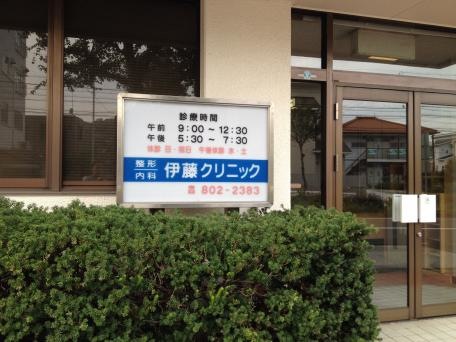 診療時間
午前 9:00〜12:30
午後 5:30〜7:30
休診 日・祝日 午後休診 木・土
整形
内科 伊藤クリニック
☎ 802-2383